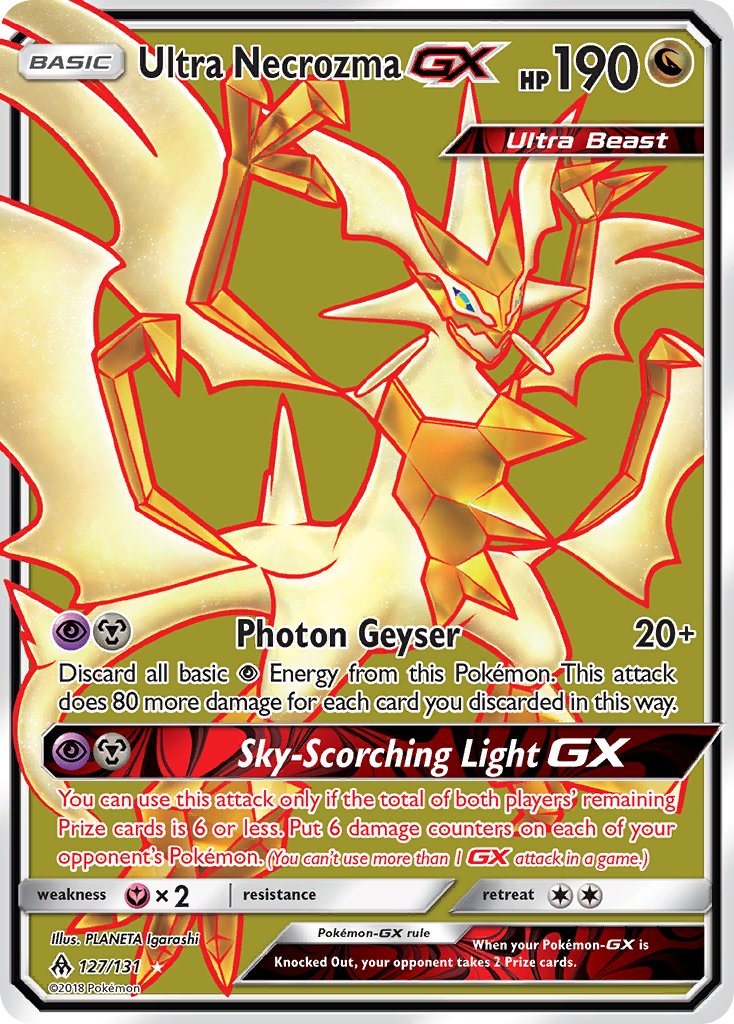 BASIC Ultra Necrozma GX HP 190
Ultra Beast
Photon Geyser 20+
Discard all basic Energy from this Pokémon. This attack
does 80 more damage for each card you discarded in this way.
Sky-Scorching Light GX
You can use this attack only if the total of both players' remaining
Prize cards is 6 or less. Put 6 damage counters on each of your
opponent's Pokémon. (You can't use more than 1 GX attack in a game.)
weakness ×2 resistance retreat
Illus. PLANETA Igarashi
Pokémon-GX rule
When your Pokémon-GX is
Knocked Out, your opponent takes 2 Prize cards.
127/131
©2018 Pokémon